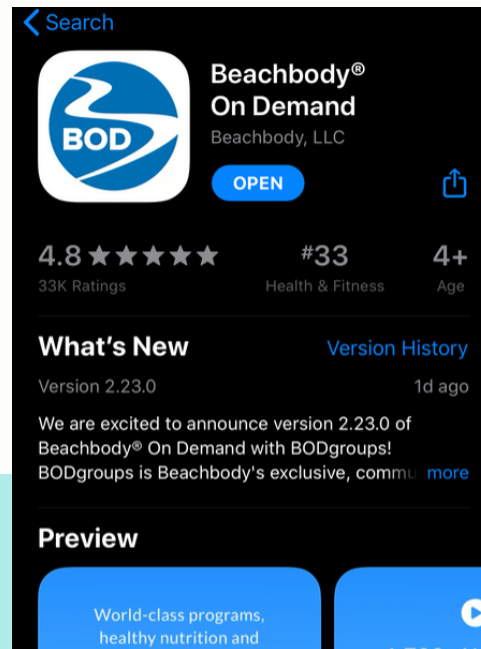 Search
Beachbody®
On Demand
Beachbody, LLC
BOD
OPEN
4.8 ★★★★★ #33 4+
33K Ratings Health & Fitness Age
What's New Version History
Version 2.23.0 1d ago
We are excited to announce version 2.23.0 of
Beachbody® On Demand with BODgroups!
BODgroups is Beachbody's exclusive, more
Preview
World-class programs,
healthy nutrition and